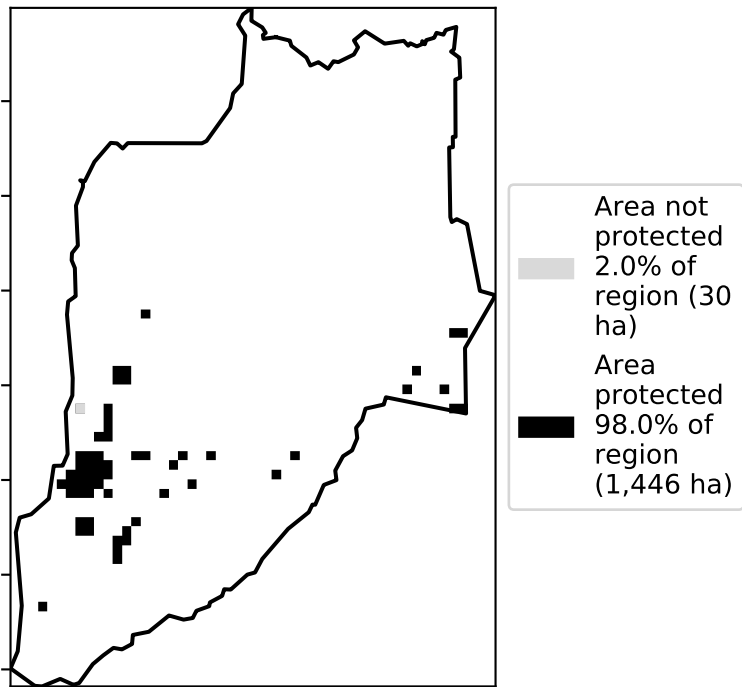 Area not
protected
2.0% of
region (30
ha)
Area
protected
98.0% of
region
(1,446 ha)